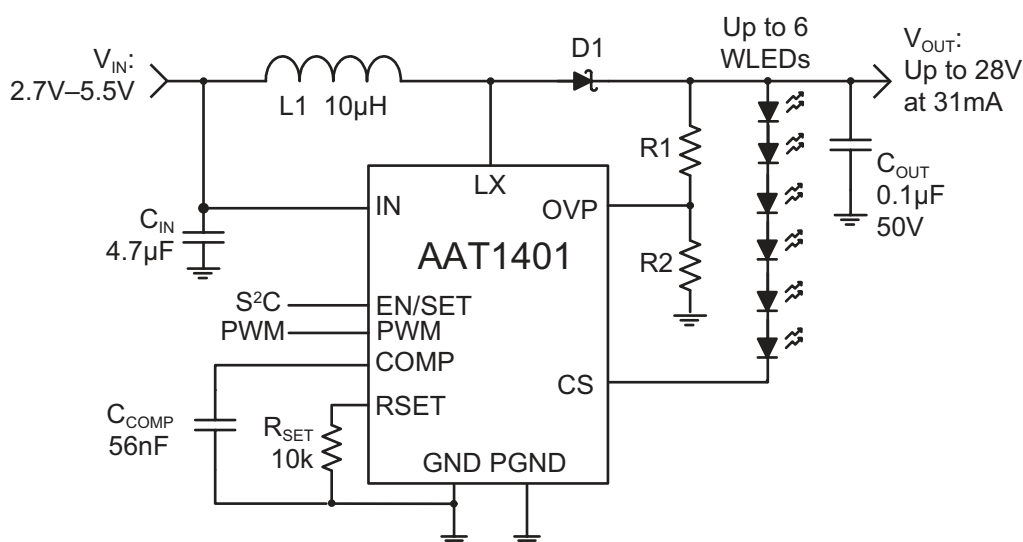 V_IN:
2.7V–5.5V
L1 10µH
D1
Up to 6
WLEDs
V_OUT:
Up to 28V
at 31mA
C_IN
4.7µF
IN
LX
OVP
R1
R2
C_OUT
0.1µF
50V
AAT1401
S²C
EN/SET
PWM
PWM
COMP
CS
C_COMP
56nF
R_SET
10k
RSET
GND PGND